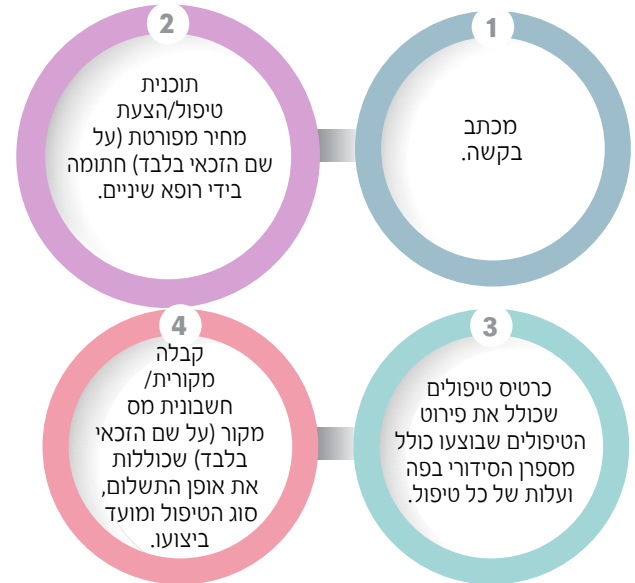 1
מכתב
בקשה.
2
תוכנית
טיפול/הצעת
מחיר מפורטת (על
שם הזכאי בלבד) חתומה
בידי רופא שיניים.
3
כרטיס טיפולים
שכולל את פירוט
הטיפולים שבוצעו כולל
מספרן הסידורי בפה
ועלות של כל טיפול.
4
קבלה
מקורית/
חשבונית מס
מקור (על שם הזכאי
בלבד) שכוללות
את אופן התשלום,
סוג הטיפול ומועד
ביצועו.